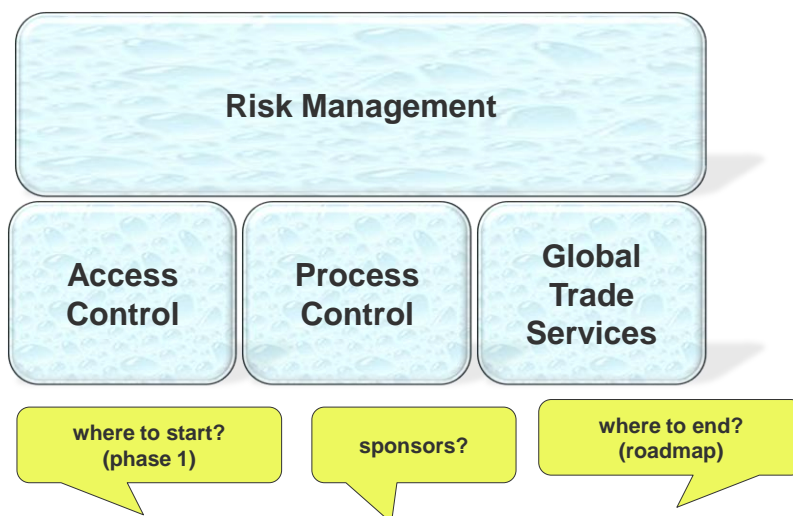 Risk Management
Access
Control
Process
Control
Global
Trade
Services
where to start?
(phase 1)
sponsors?
where to end?
(roadmap)